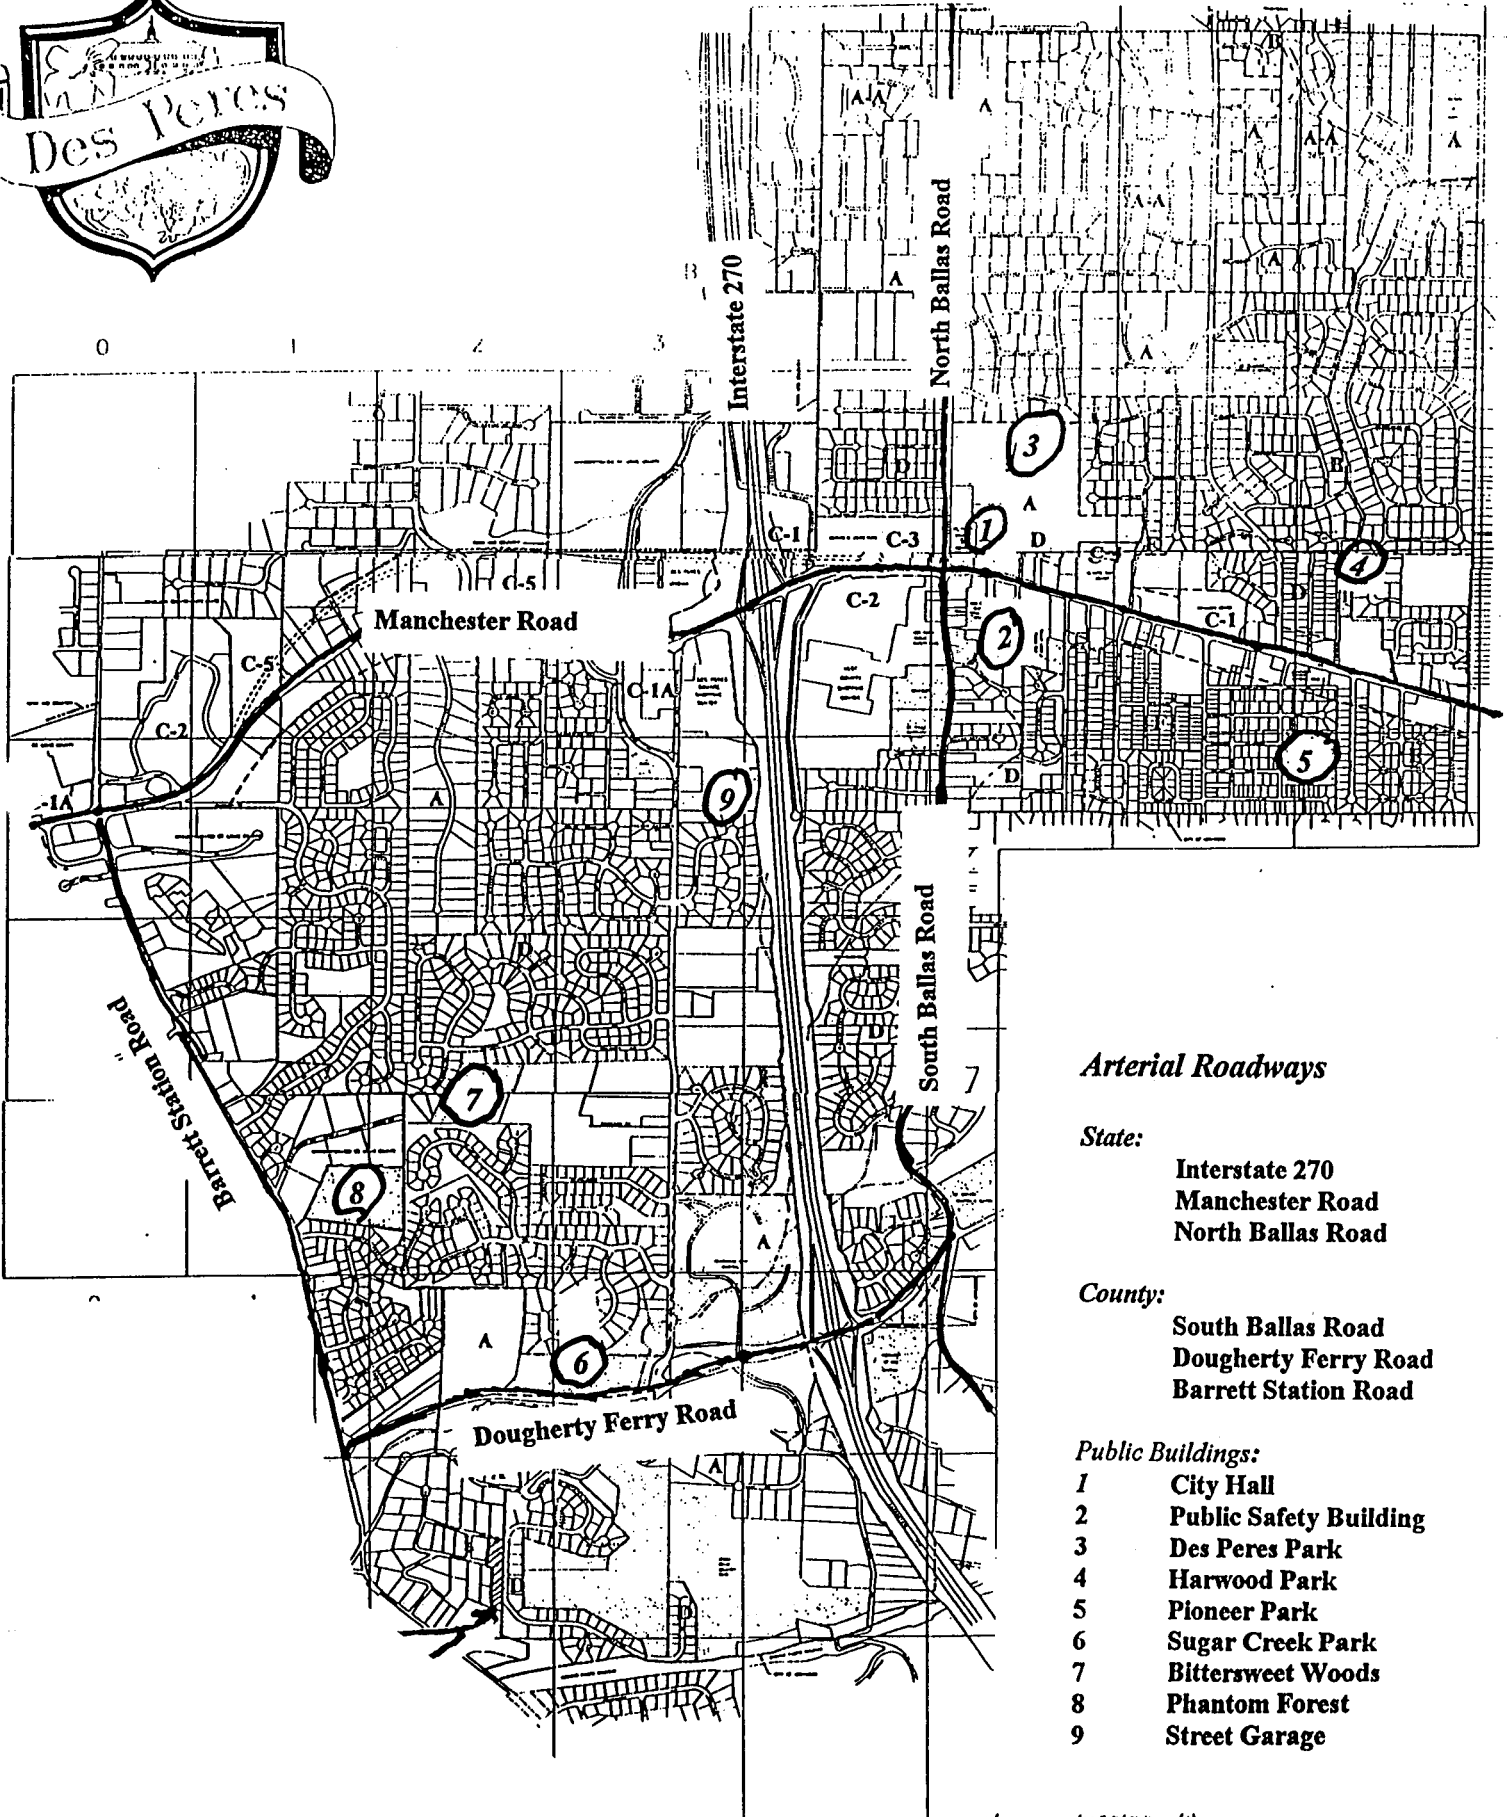 Des Peres
0
1
2
3
Interstate 270
North Ballas Road
B
A-A
A
A
A-A
A
A-A
A
A
A
D
3
B
A
1
C-1
C-3
D
4
C-5
Manchester Road
C-2
2
D
C-1
C-5
C-1A
C-2
5
D
9
A
-1A
South Ballas Road
D
D
Barrett Station Road
7
8
A
A
6
Dougherty Ferry Road
A
D
Arterial Roadways
State:
Interstate 270
Manchester Road
North Ballas Road
County:
South Ballas Road
Dougherty Ferry Road
Barrett Station Road
Public Buildings:
1 City Hall
2 Public Safety Building
3 Des Peres Park
4 Harwood Park
5 Pioneer Park
6 Sugar Creek Park
7 Bittersweet Woods
8 Phantom Forest
9 Street Garage